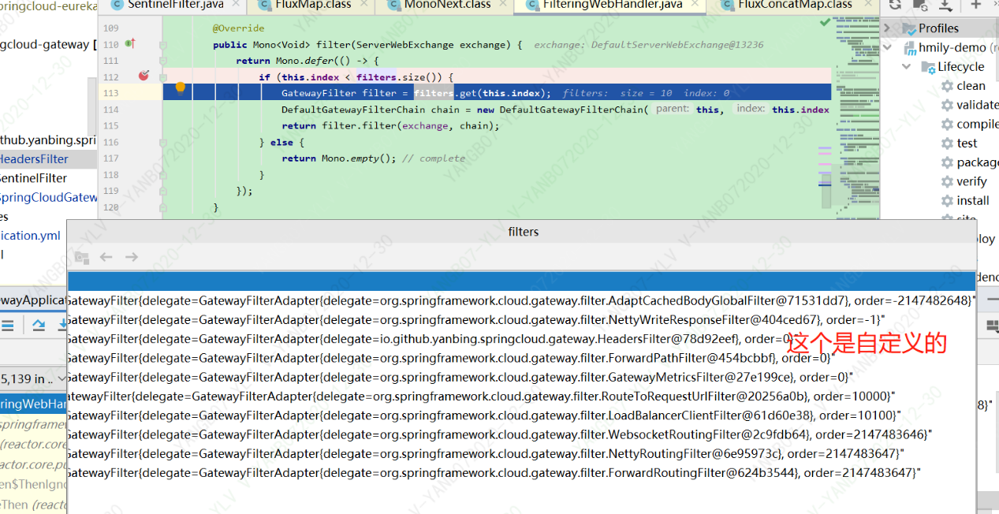 springcloud-eureka
SentinelFilter.java
FluxMap.class
MonoNext.class
FilteringWebHandler.java
FluxConcatMap.class
gcloud-gateway [
thub.yanbing.spri
HeadersFilter
SentinelFilter
SpringCloudGatew
es
ication.yml
l
109 @Override
110 public Mono<Void> filter(ServerWebExchange exchange) { exchange: DefaultServerWebExchange@13236
111 return Mono.defer(() -> {
112 if (this.index < filters.size()) {
113 GatewayFilter filter = filters.get(this.index); filters: size = 10 index: 0
114 DefaultGatewayFilterChain chain = new DefaultGatewayFilterChain( parent: this, index: this.index
115 return filter.filter(exchange, chain);
116 } else {
117 return Mono.empty(); // complete
118 }
119 });
120 }
Profiles
hmily-demo (ro
Lifecycle
clean
validate
compile
test
package
verify
install
site
ploy
denc
filters
GatewayFilter{delegate=GatewayFilterAdapter{delegate=org.springframework.cloud.gateway.filter.AdaptCachedBodyGlobalFilter@71531dd7}, order=-2147482648}"
GatewayFilter{delegate=GatewayFilterAdapter{delegate=org.springframework.cloud.gateway.filter.NettyWriteResponseFilter@404ced67}, order=-1}"
GatewayFilter{delegate=GatewayFilterAdapter{delegate=io.github.yanbing.springcloud.gateway.HeadersFilter@78d92eef}, order=0}"
这个是自定义的
GatewayFilter{delegate=GatewayFilterAdapter{delegate=org.springframework.cloud.gateway.filter.ForwardPathFilter@454bcbbf}, order=0}"
GatewayFilter{delegate=GatewayFilterAdapter{delegate=org.springframework.cloud.gateway.filter.GatewayMetricsFilter@27e199ce}, order=0}"
atewayFilter{delegate=GatewayFilterAdapter{delegate=org.springframework.cloud.gateway.filter.RouteToRequestUrlFilter@20256a0b}, order=10000}"
GatewayFilter{delegate=GatewayFilterAdapter{delegate=org.springframework.cloud.gateway.filter.LoadBalancerClientFilter@61d60e38}, order=10100}"
GatewayFilter{delegate=GatewayFilterAdapter{delegate=org.springframework.cloud.gateway.filter.WebsocketRoutingFilter@2c9fdb64}, order=2147483646}"
GatewayFilter{delegate=GatewayFilterAdapter{delegate=org.springframework.cloud.gateway.filter.NettyRoutingFilter@6e95973c}, order=2147483647}"
GatewayFilter{delegate=GatewayFilterAdapter{delegate=org.springframework.cloud.gateway.filter.ForwardRoutingFilter@624b3544}, order=2147483647}"
ewayApplicat
5,139 in ..
ringWebHan
springframew
(reactor.core
actor.core.pu
en$ThenIgno
eThen (reacto
8}"